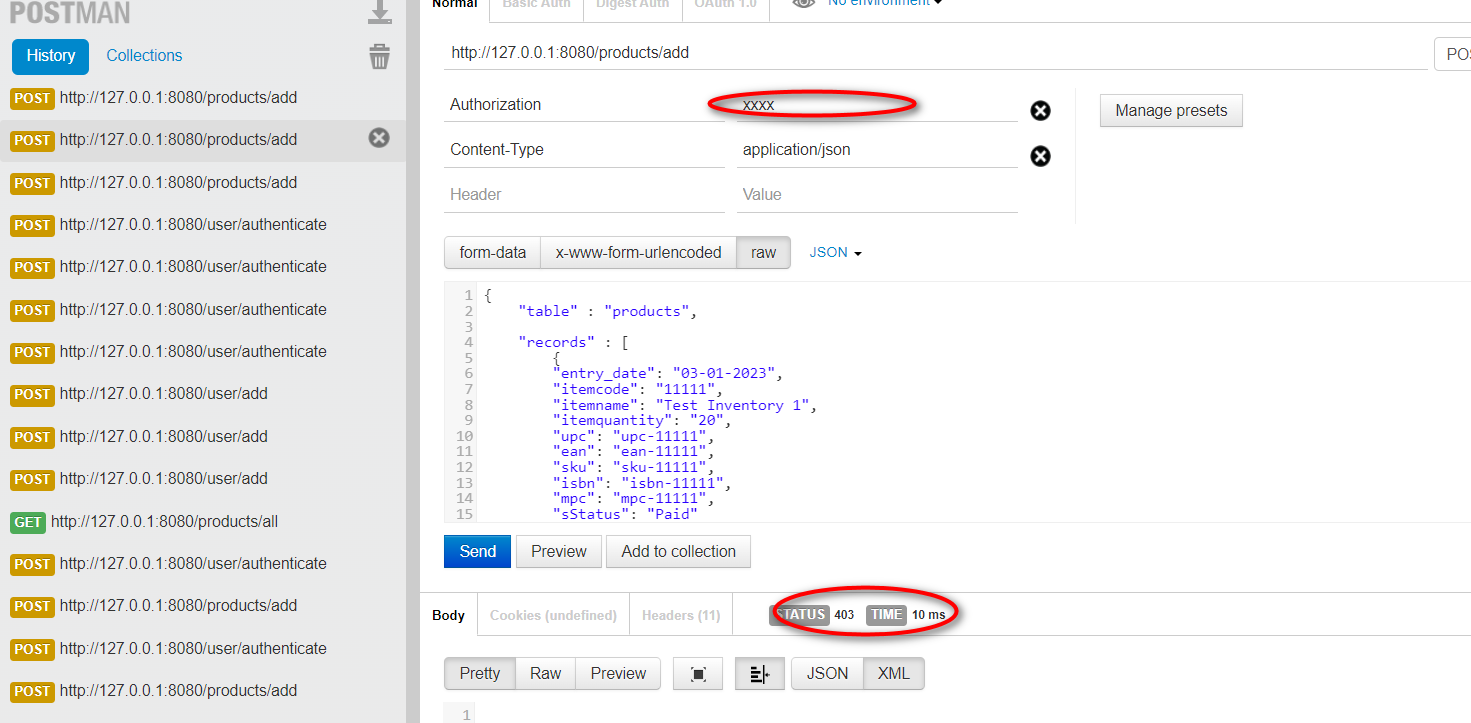 POSTMAN
History Collections
POST http://127.0.0.1:8080/products/add
POST http://127.0.0.1:8080/products/add
POST http://127.0.0.1:8080/products/add
POST http://127.0.0.1:8080/user/authenticate
POST http://127.0.0.1:8080/user/authenticate
POST http://127.0.0.1:8080/user/authenticate
POST http://127.0.0.1:8080/user/authenticate
POST http://127.0.0.1:8080/user/add
POST http://127.0.0.1:8080/user/add
POST http://127.0.0.1:8080/user/add
GET http://127.0.0.1:8080/products/all
POST http://127.0.0.1:8080/user/authenticate
POST http://127.0.0.1:8080/products/add
POST http://127.0.0.1:8080/user/authenticate
POST http://127.0.0.1:8080/products/add
Normal Basic Auth Digest Auth OAuth 1.0 No environment
http://127.0.0.1:8080/products/add POS
Authorization xxxx Manage presets
Content-Type application/json
Header Value
form-data x-www-form-urlencoded raw JSON
1 {
2 "table" : "products",
3
4 "records" : [
5 {
6 "entry_date": "03-01-2023",
7 "itemcode": "11111",
8 "itemname": "Test Inventory 1",
9 "itemquantity": "20",
10 "upc": "upc-11111",
11 "ean": "ean-11111",
12 "sku": "sku-11111",
13 "isbn": "isbn-11111",
14 "mpc": "mpc-11111",
15 "sStatus": "Paid"
Send Preview Add to collection
Body Cookies (undefined) Headers (11) STATUS 403 TIME 10 ms
Pretty Raw Preview JSON XML
1